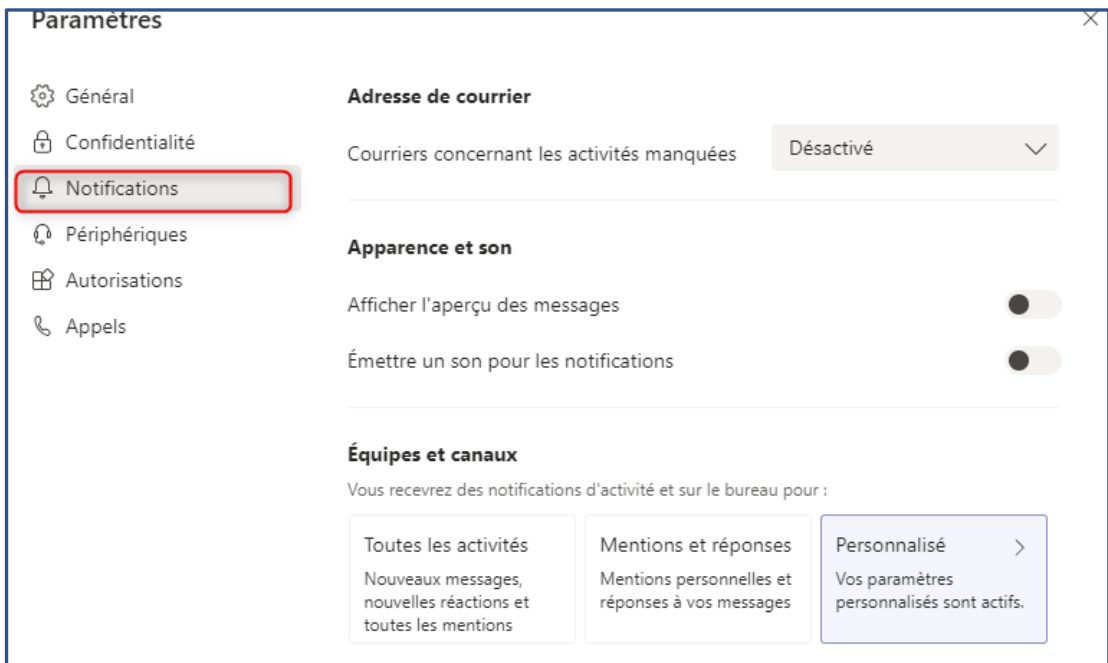 Paramètres
Général
Confidentialité
Notifications
Périphériques
Autorisations
Appels
Adresse de courrier
Courriers concernant les activités manquées
Désactivé
Apparence et son
Afficher l'aperçu des messages
Émettre un son pour les notifications
Équipes et canaux
Vous recevrez des notifications d'activité et sur le bureau pour :
Toutes les activités
Nouveaux messages,
nouvelles réactions et
toutes les mentions
Mentions et réponses
Mentions personnelles et
réponses à vos messages
Personnalisé
Vos paramètres
personnalisés sont actifs.